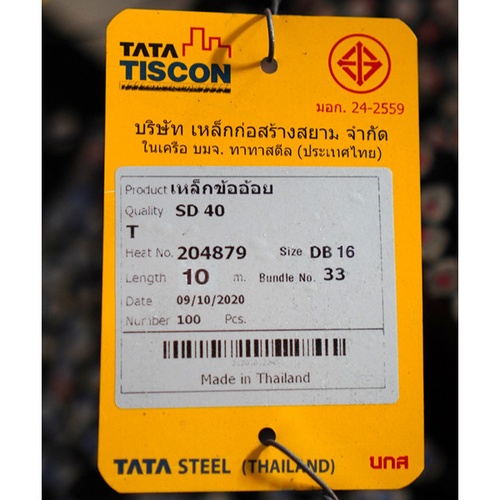 TATA
TISCON
มอก. 24-2559
บริษัท เหล็กก่อสร้างสยาม จำกัด
ในเครือ บมจ. ทาทาสตีล (ประเทศไทย)
Product เหล็กข้ออ้อย
Quality SD 40
T
Heat No. 204879 Size DB 16
Length 10 m. Bundle No. 33
Date 09/10/2020
Number 100 Pcs.
Made in Thailand
TATA STEEL (THAILAND) นกส